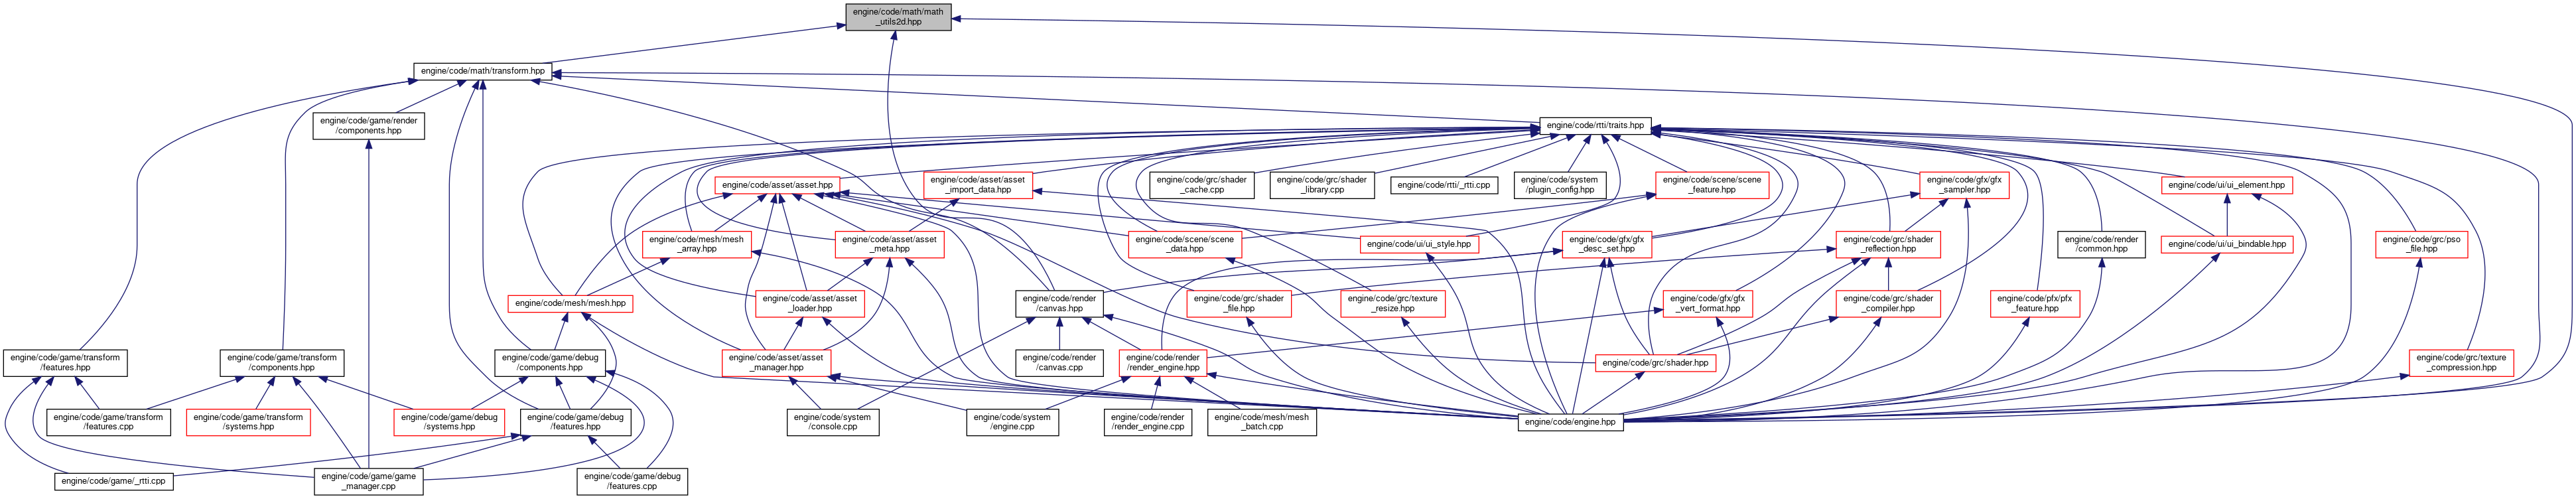 engine/code/math/math
_utils2d.hpp
engine/code/math/transform.hpp
engine/code/game/render
/components.hpp
engine/code/rtti/traits.hpp
engine/code/asset/asset.hpp
engine/code/asset/asset
_import_data.hpp
engine/code/grc/shader
_cache.cpp
engine/code/grc/shader
_library.cpp
engine/code/rtti/_rtti.cpp
engine/code/system
/plugin_config.hpp
engine/code/scene/scene
_feature.hpp
engine/code/gfx/gfx
_sampler.hpp
engine/code/ui/ui_element.hpp
engine/code/mesh/mesh
_array.hpp
engine/code/asset/asset
_meta.hpp
engine/code/scene/scene
_data.hpp
engine/code/ui/ui_style.hpp
engine/code/gfx/gfx
_desc_set.hpp
engine/code/grc/shader
_reflection.hpp
engine/code/render
/common.hpp
engine/code/ui/ui_bindable.hpp
engine/code/grc/pso
_file.hpp
engine/code/mesh/mesh.hpp
engine/code/asset/asset
_loader.hpp
engine/code/render
/canvas.hpp
engine/code/grc/shader
_file.hpp
engine/code/grc/texture
_resize.hpp
engine/code/gfx/gfx
_vert_format.hpp
engine/code/grc/shader
_compiler.hpp
engine/code/pfx/pfx
_feature.hpp
engine/code/game/transform
/features.hpp
engine/code/game/transform
/components.hpp
engine/code/game/debug
/components.hpp
engine/code/asset/asset
_manager.hpp
engine/code/render
/canvas.cpp
engine/code/render
/render_engine.hpp
engine/code/grc/shader.hpp
engine/code/grc/texture
_compression.hpp
engine/code/game/transform
/features.cpp
engine/code/game/transform
/systems.hpp
engine/code/game/debug
/systems.hpp
engine/code/game/debug
/features.hpp
engine/code/system
/console.cpp
engine/code/system
/engine.cpp
engine/code/render
/render_engine.cpp
engine/code/mesh/mesh
_batch.cpp
engine/code/engine.hpp
engine/code/game/_rtti.cpp
engine/code/game/game
_manager.cpp
engine/code/game/debug
/features.cpp